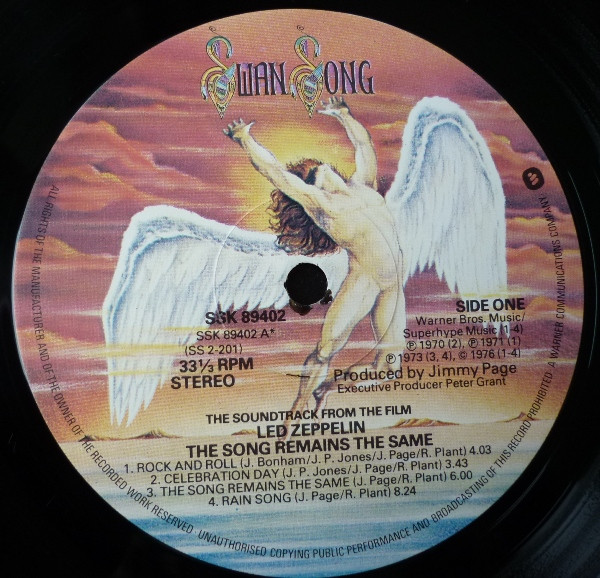 SWAN SONG
SSK 89402
SSK 89402 A*
(SS 2-201)
33⅓ RPM
STEREO
SIDE ONE
Warner Bros. Music/
Superhype Music (1-4)
Ⓟ 1970 (2), Ⓟ 1971 (1)
Ⓟ 1973 (3, 4), © 1976 (1-4)
Produced by Jimmy Page
Executive Producer Peter Grant
THE SOUNDTRACK FROM THE FILM
LED ZEPPELIN
THE SONG REMAINS THE SAME
1. ROCK AND ROLL (J. Bonham/J. P. Jones/J. Page/R. Plant) 4.03
2. CELEBRATION DAY (J. P. Jones/J. Page/R. Plant) 3.43
3. THE SONG REMAINS THE SAME (J. Page/R. Plant) 6.00
4. RAIN SONG (J. Page/R. Plant) 8.24
ALL RIGHTS OF THE MANUFACTURER AND OF THE OWNER OF THE RECORDED WORK RESERVED. UNAUTHORISED COPYING PUBLIC PERFORMANCE AND BROADCASTING OF THIS RECORD PROHIBITED. A WARNER COMMUNICATIONS COMPANY.